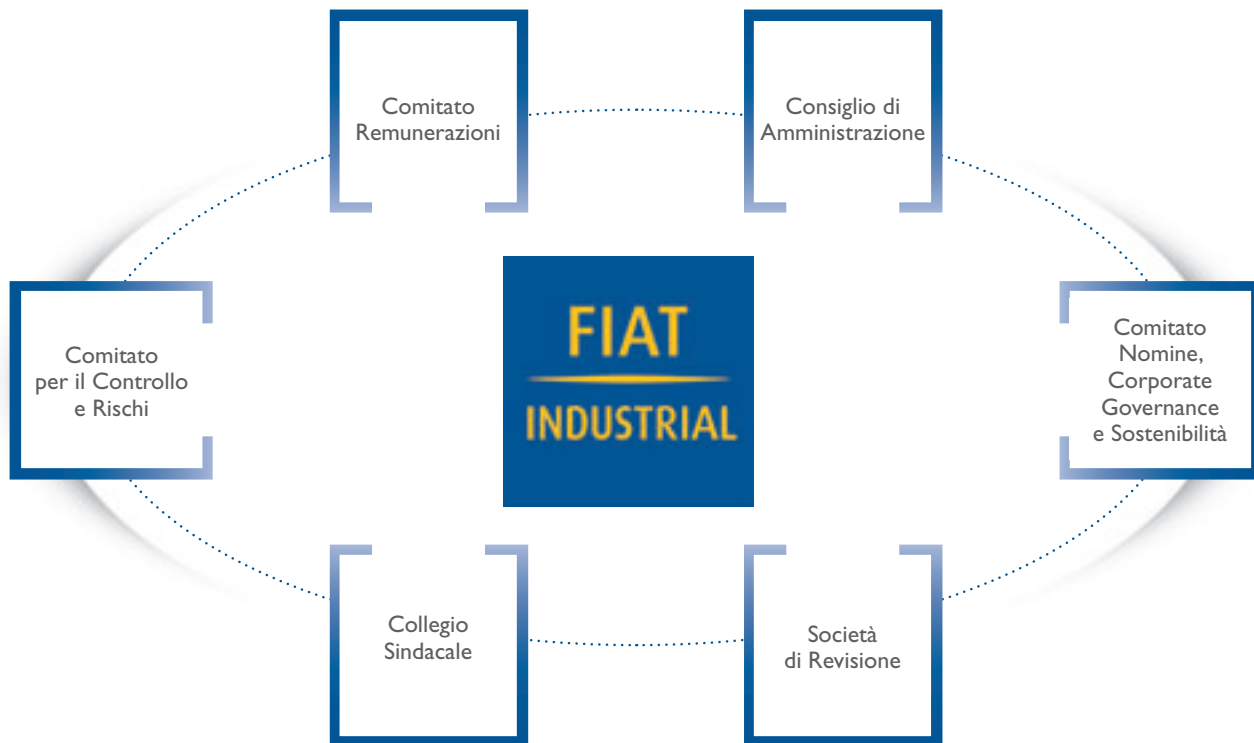 Comitato
Remunerazioni
Consiglio di
Amministrazione
Comitato
per il Controllo
e Rischi
FIAT
INDUSTRIAL
Comitato
Nomine,
Corporate
Governance
e Sostenibilità
Collegio
Sindacale
Società
di Revisione